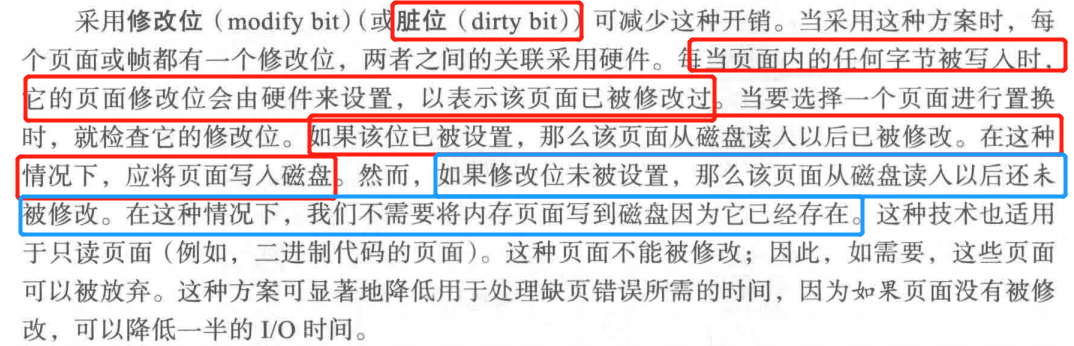 采用修改位（modify bit）（或脏位（dirty bit））可减少这种开销。当采用这种方案时，每
个页面或帧都有一个修改位，两者之间的关联采用硬件。每当页面内的任何字节被写入时，
它的页面修改位会由硬件来设置，以表示该页面已被修改过。当要选择一个页面进行置换
时，就检查它的修改位。如果该位已被设置，那么该页面从磁盘读入以后已被修改。在这种
情况下，应将页面写入磁盘。然而，如果修改位未被设置，那么该页面从磁盘读入以后还未
被修改。在这种情况下，我们不需要将内存页面写到磁盘因为它已经存在。这种技术也适用
于只读页面（例如，二进制代码的页面）。这种页面不能被修改；因此，如需要，这些页面
可以被放弃。这种方案可显著地降低用于处理缺页错误所需的时间，因为如果页面没有被修
改，可以降低一半的 I/O 时间。